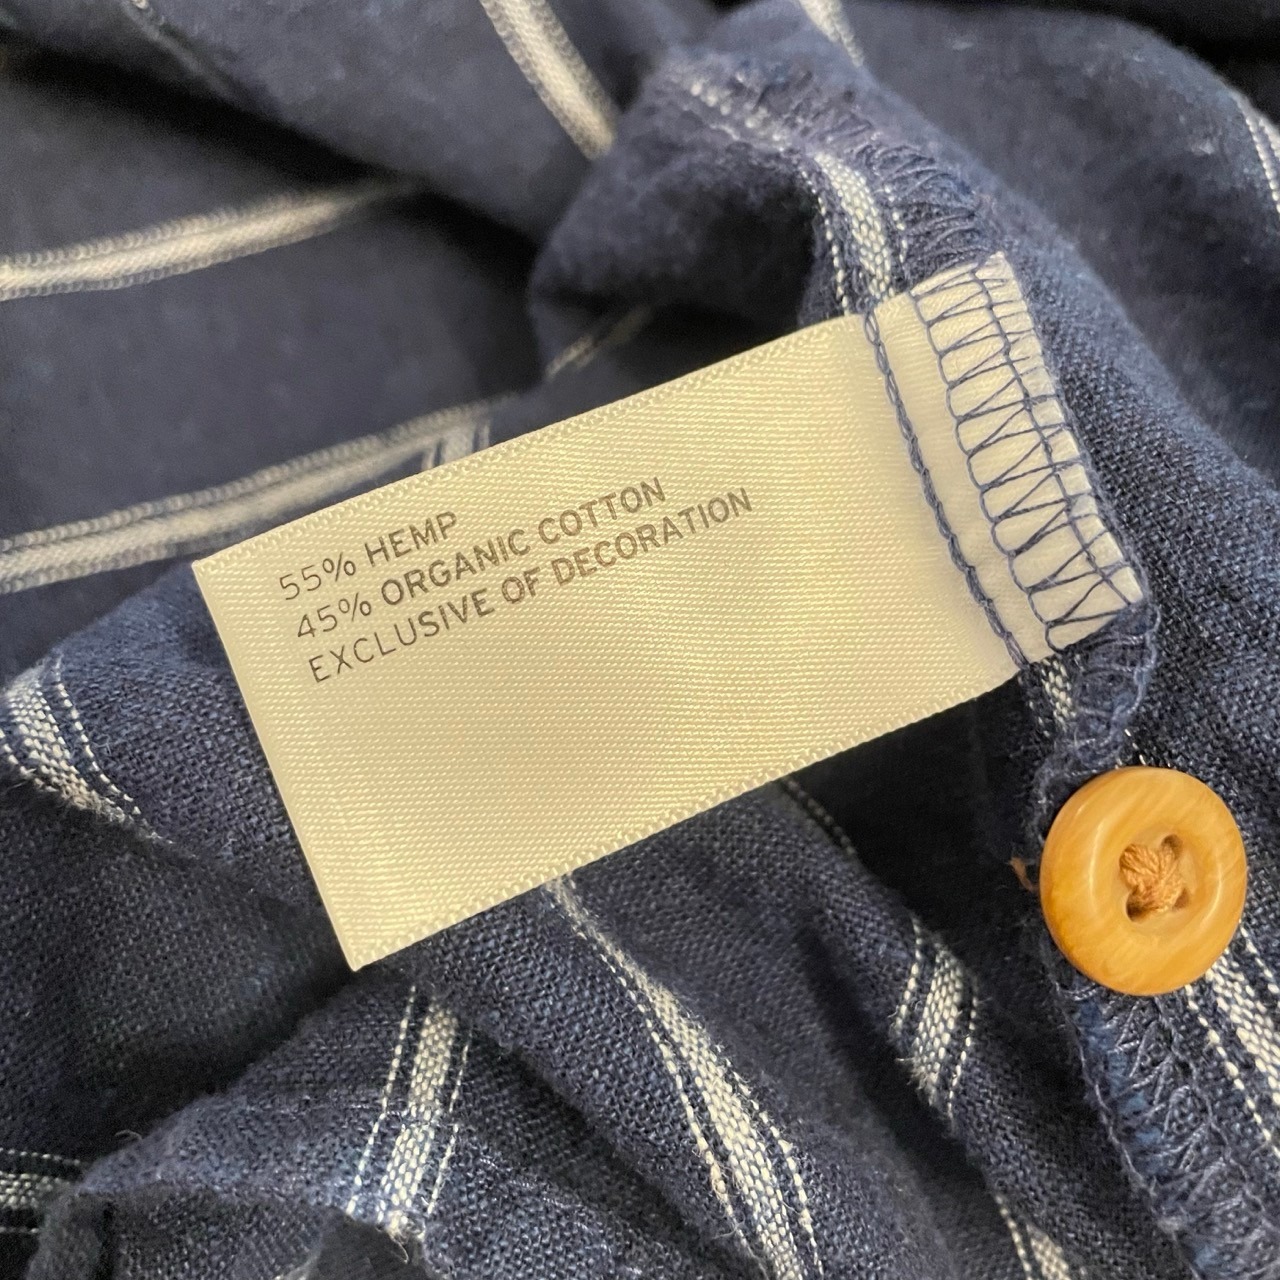 55% HEMP
45% ORGANIC COTTON
EXCLUSIVE OF DECORATION